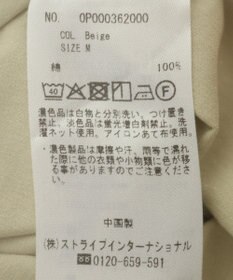 NO. 0P000362000
COL Beige
SIZE M
綿 100%
40
濃色品は白物と分別洗い、つけ置き
禁止、淡色品は蛍光増白剤禁止。洗
濯ネット使用。アイロンあて布使用。
・濃色製品は摩擦や汗、雨等で濡れ
た際に他の衣類や小物類に色が移
る事がありますのでご注意下さい。
中国製
(株)ストライプインターナショナル
☎0120-659-591